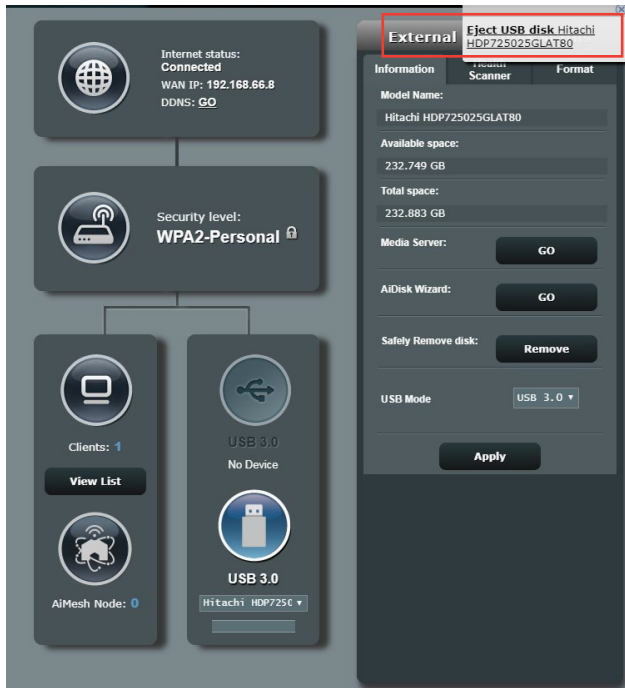 Internet status:
Connected
WAN IP: 192.168.66.8
DDNS: GO
Security level:
WPA2-Personal
Clients: 1
View List
AiMesh Node: 0
USB 3.0
No Device
USB 3.0
Hitachi HDP7250
External
Eject USB disk Hitachi
HDP725025GLAT80
Information
Health
Scanner
Format
Model Name:
Hitachi HDP725025GLAT80
Available space:
232.749 GB
Total space:
232.883 GB
Media Server:
GO
AiDisk Wizard:
GO
Safely Remove disk:
Remove
USB Mode
USB 3.0
Apply